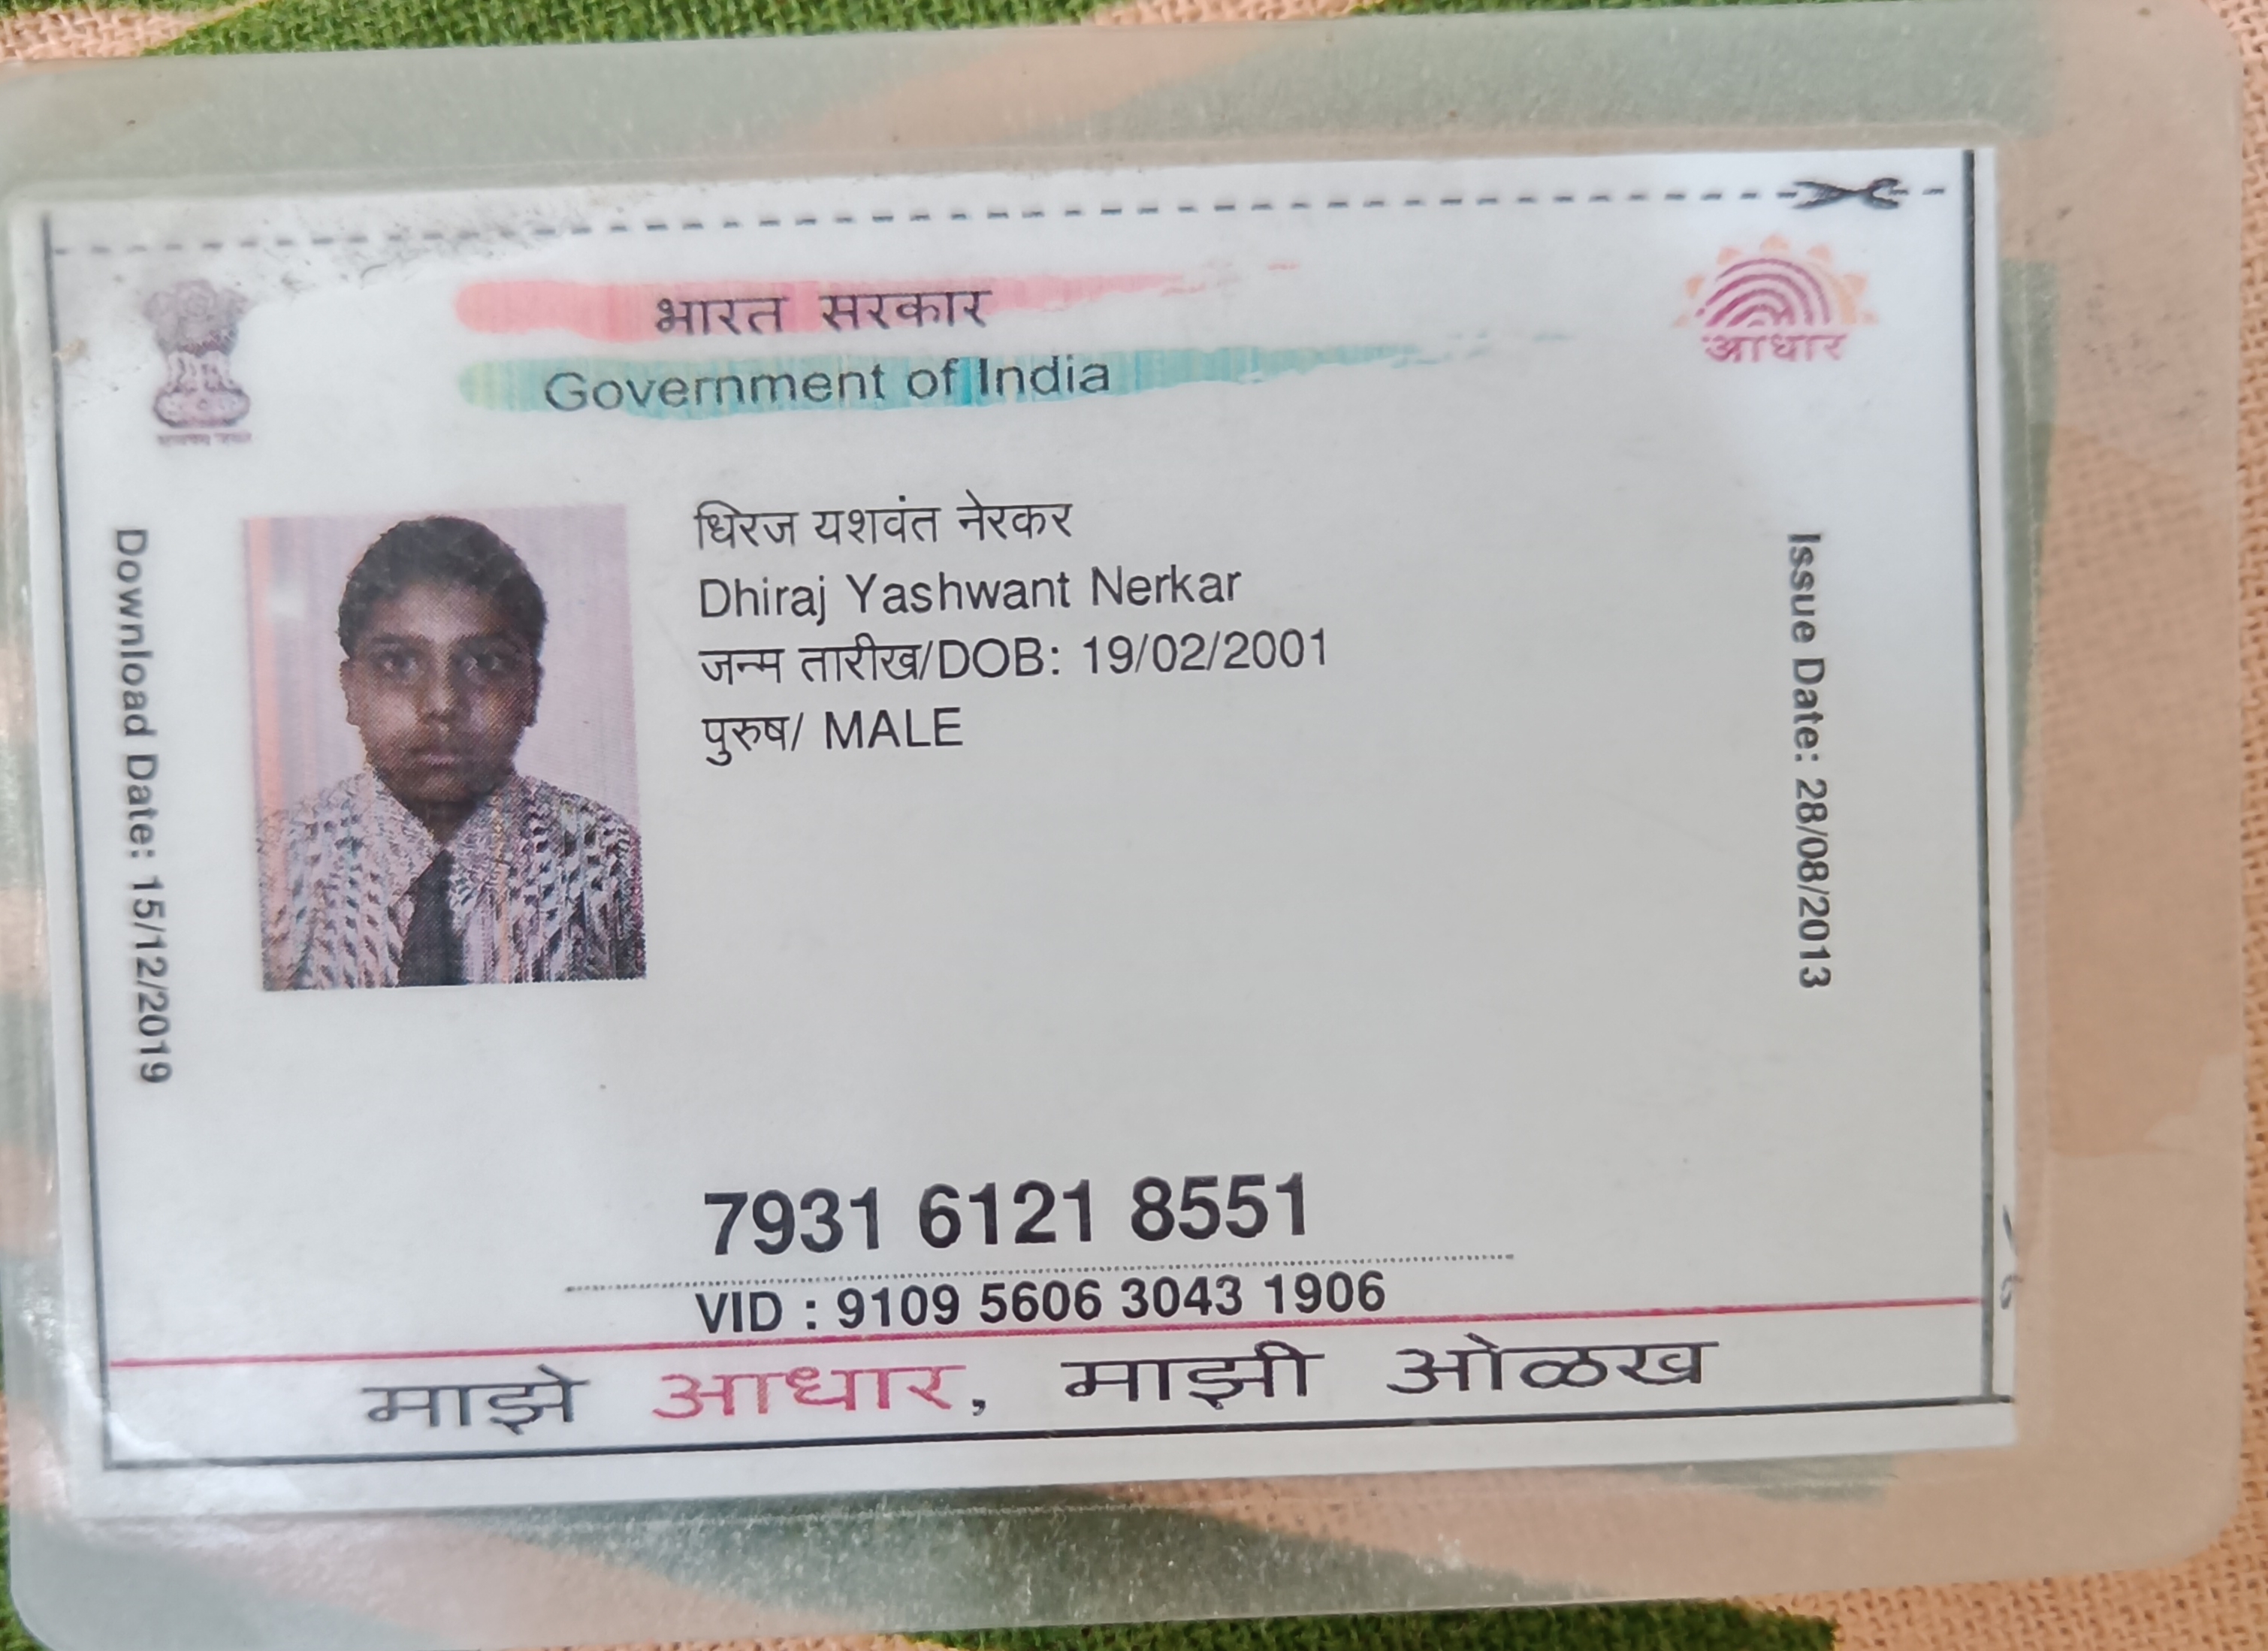 भारत सरकार
Government of India
आधार
Download Date: 15/12/2019
धिरज यशवंत नेरकर
Dhiraj Yashwant Nerkar
जन्म तारीख/DOB: 19/02/2001
पुरुष/ MALE
Issue Date: 28/08/2013
7931 6121 8551
VID : 9109 5606 3043 1906
माझे आधार, माझी ओळख